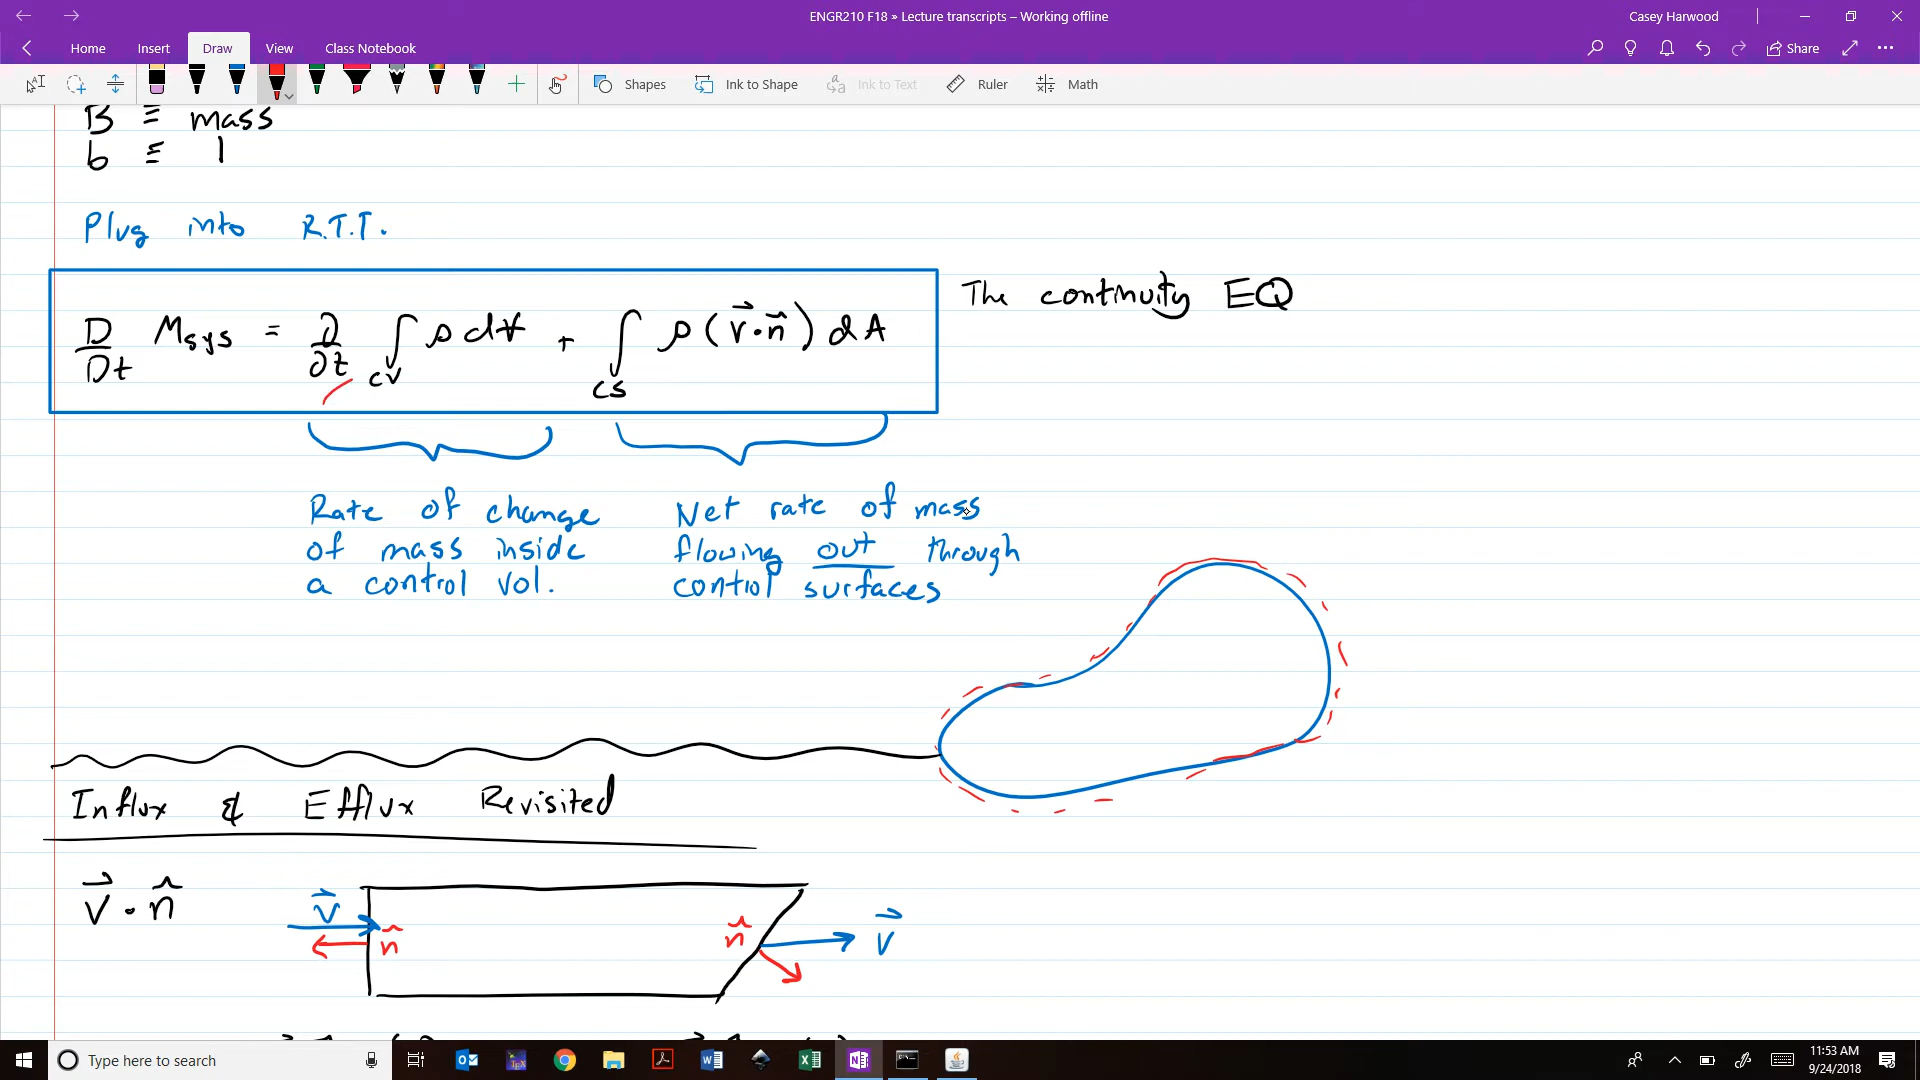 ENGR210 F18 » Lecture transcripts – Working offline
Casey Harwood
Home Insert Draw View Class Notebook
Share
Shapes
Ink to Shape
Ink to Text
Ruler
Math
B ≡ mass
b ≡ 1
Plug into R.T.T.
D/Dt Msys = ∂/∂t ∫CV ρ dV + ∫CS ρ (V⃗ · n̂) dA
The continuity EQ
Rate of change
of mass inside
a control vol.
Net rate of mass
flowing out through
control surfaces
Influx & Efflux Revisited
V⃗ · n̂
V⃗
n̂
n̂
V⃗
Type here to search
11:53 AM
9/24/2018